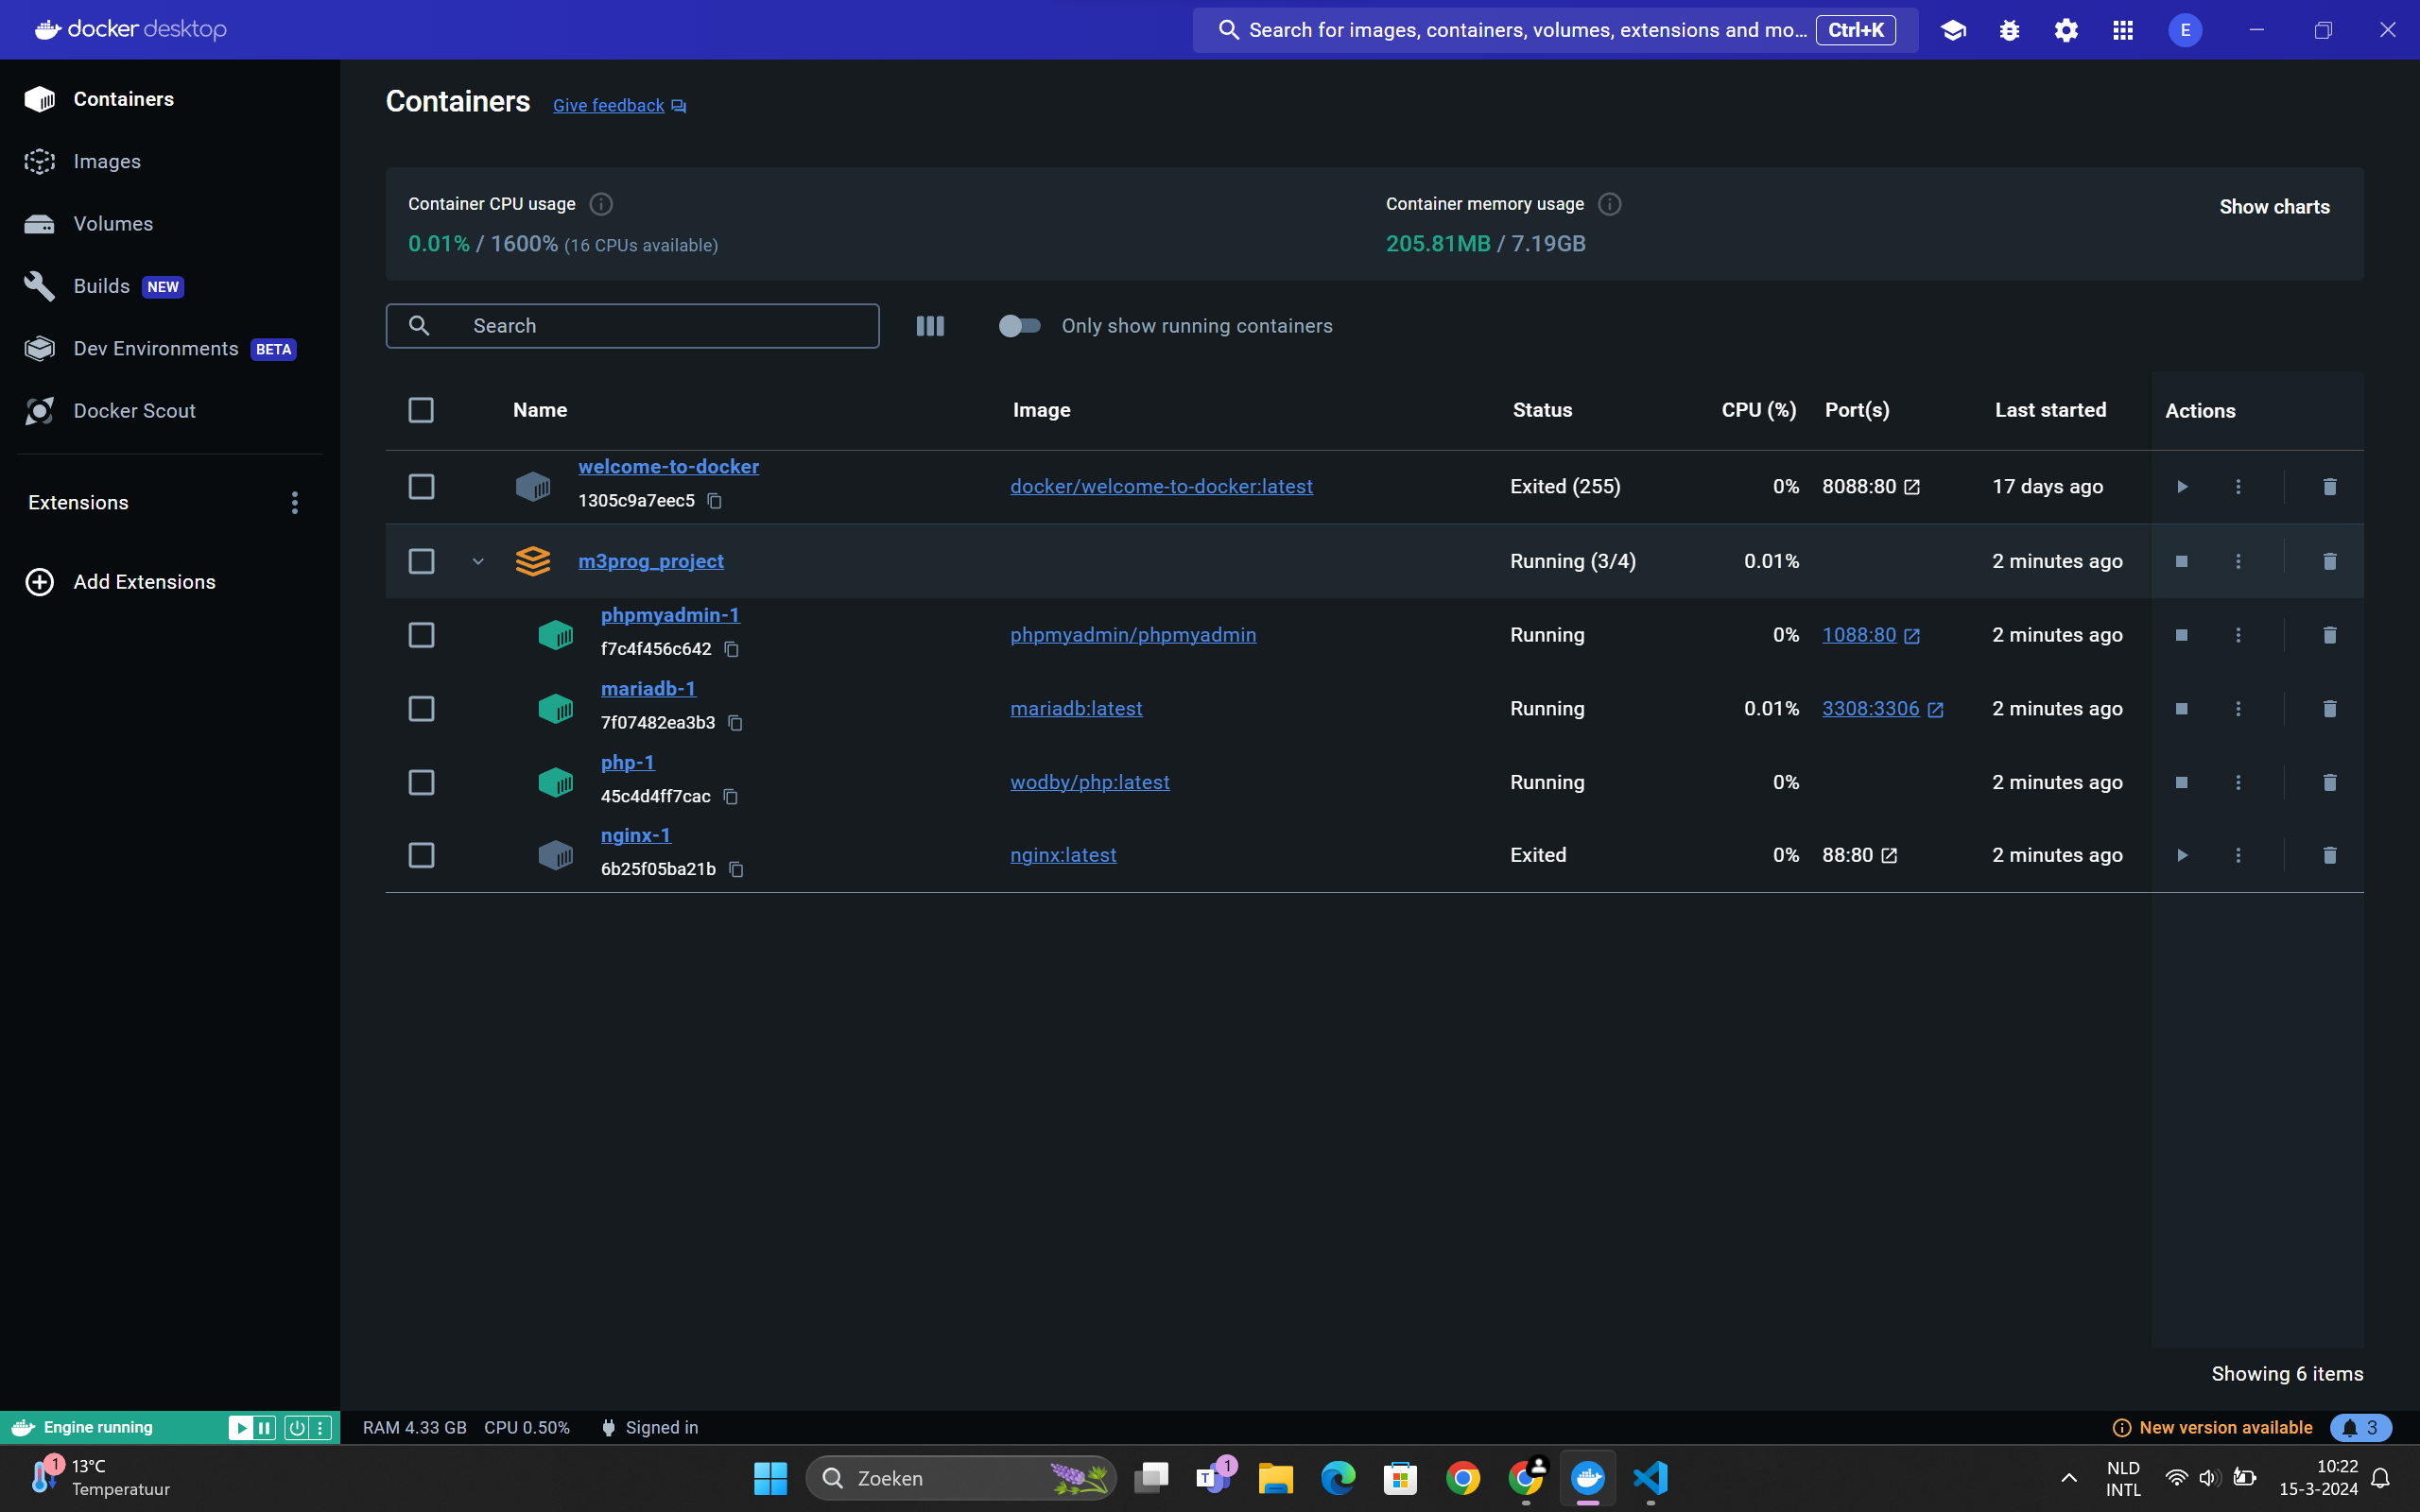 docker desktop
Search for images, containers, volumes, extensions and mo... Ctrl+K
E
Containers
Images
Volumes
Builds NEW
Dev Environments BETA
Docker Scout
Extensions
Add Extensions
Containers Give feedback
Container CPU usage
0.01% / 1600% (16 CPUs available)
Container memory usage
205.81MB / 7.19GB
Show charts
Search
Only show running containers
Name Image Status CPU (%) Port(s) Last started Actions
welcome-to-docker
1305c9a7eec5
docker/welcome-to-docker:latest Exited (255) 0% 8088:80 17 days ago
m3prog_project Running (3/4) 0.01% 2 minutes ago
phpmyadmin-1
f7c4f456c642
phpmyadmin/phpmyadmin Running 0% 1088:80 2 minutes ago
mariadb-1
7f07482ea3b3
mariadb:latest Running 0.01% 3308:3306 2 minutes ago
php-1
45c4d4ff7cac
wodby/php:latest Running 0% 2 minutes ago
nginx-1
6b25f05ba21b
nginx:latest Exited 0% 88:80 2 minutes ago
Showing 6 items
Engine running
RAM 4.33 GB CPU 0.50% Signed in
New version available 3
1
13°C
Temperatuur
Zoeken
T 1
NLD
INTL
10:22
15-3-2024